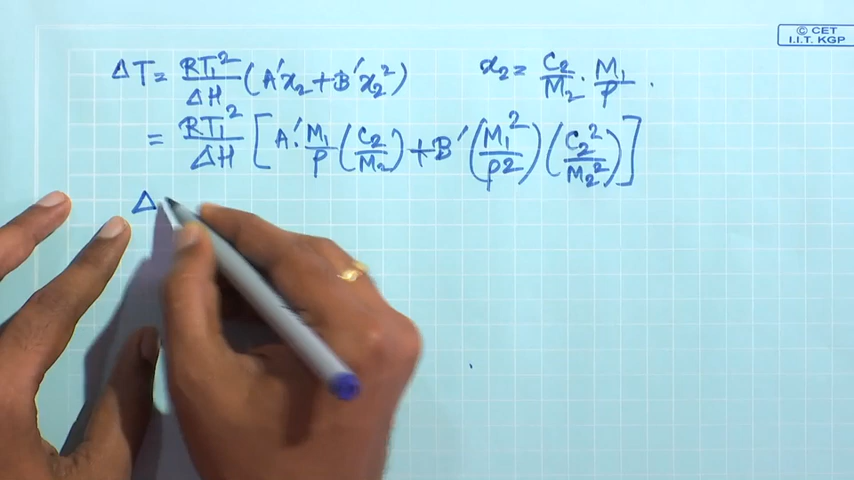 © CET
I.I.T. KGP
ΔT = RT₁²/ΔH (A′x₂ + B′x₂²) x₂ = C₂/M₂ · M₁/ρ .
= RT₁²/ΔH [A′. M₁/ρ (C₂/M₂) + B′ (M₁²/ρ2) (C₂²/M₂²)]
Δ